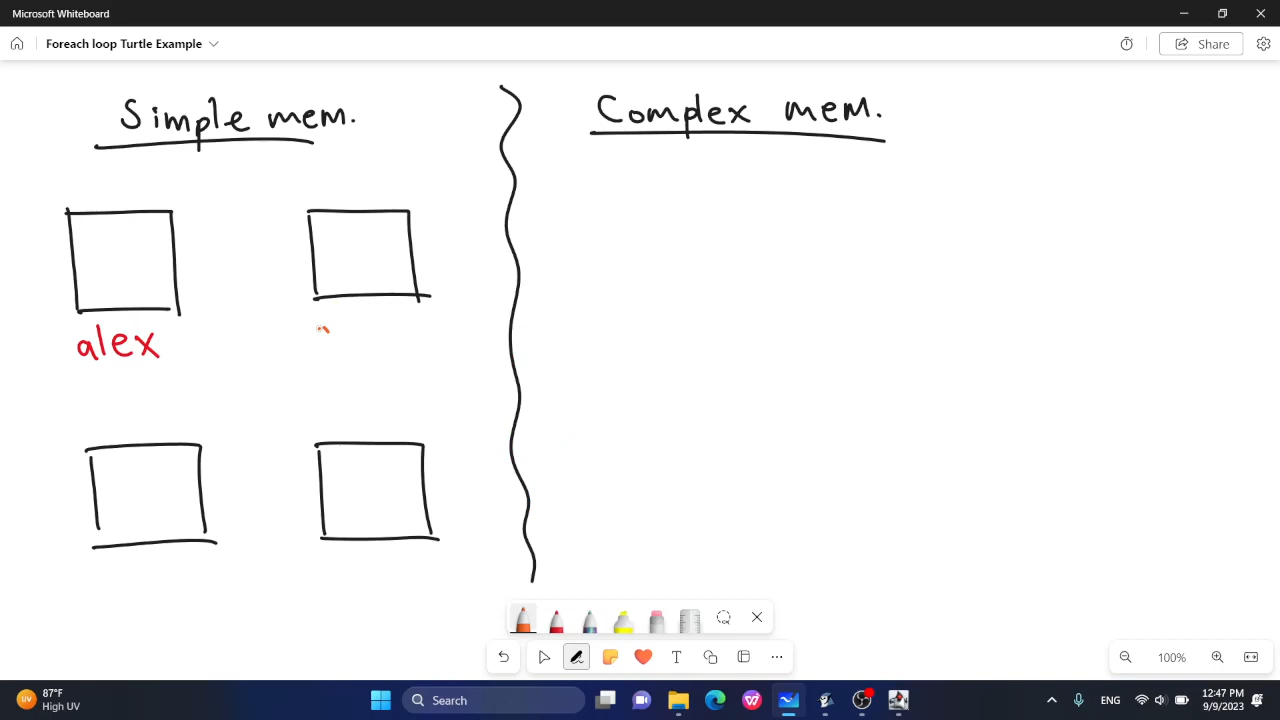 Microsoft Whiteboard
Foreach loop Turtle Example
Share
Simple mem.
Complex mem.
alex
T
100%
UV
87°F
High UV
Search
ENG
12:47 PM
9/9/2023